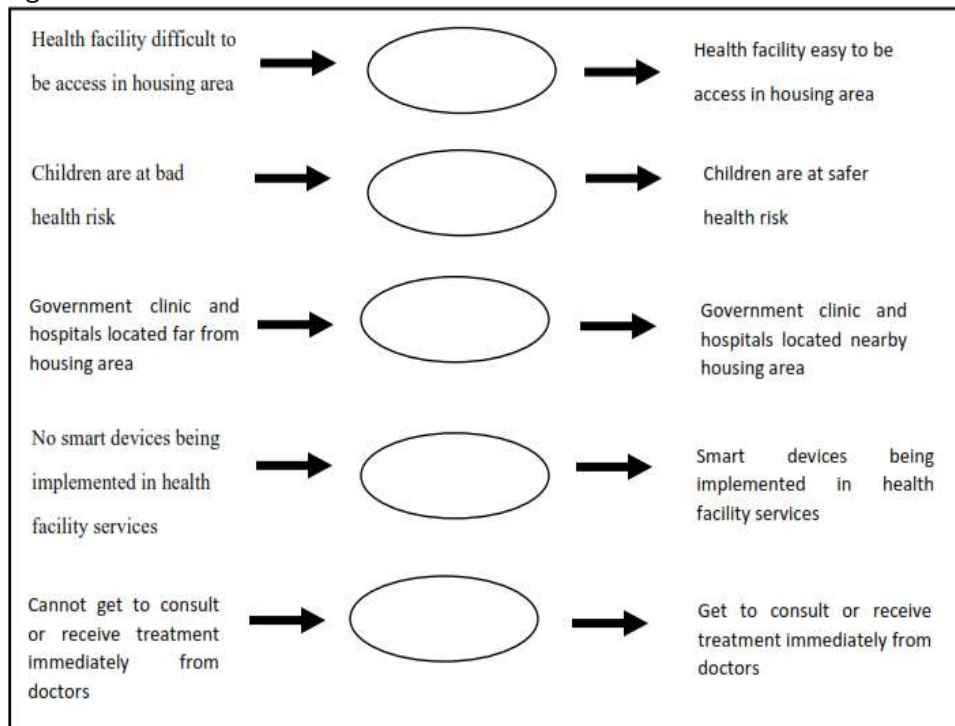 Health facility difficult to
be access in housing area
Health facility easy to be
access in housing area
Children are at bad
health risk
Children are at safer
health risk
Government clinic and
hospitals located far from
housing area
Government clinic and
hospitals located nearby
housing area
No smart devices being
implemented in health
facility services
Smart devices being
implemented in health
facility services
Cannot get to consult
or receive treatment
immediately from
doctors
Get to consult or receive
treatment immediately from
doctors